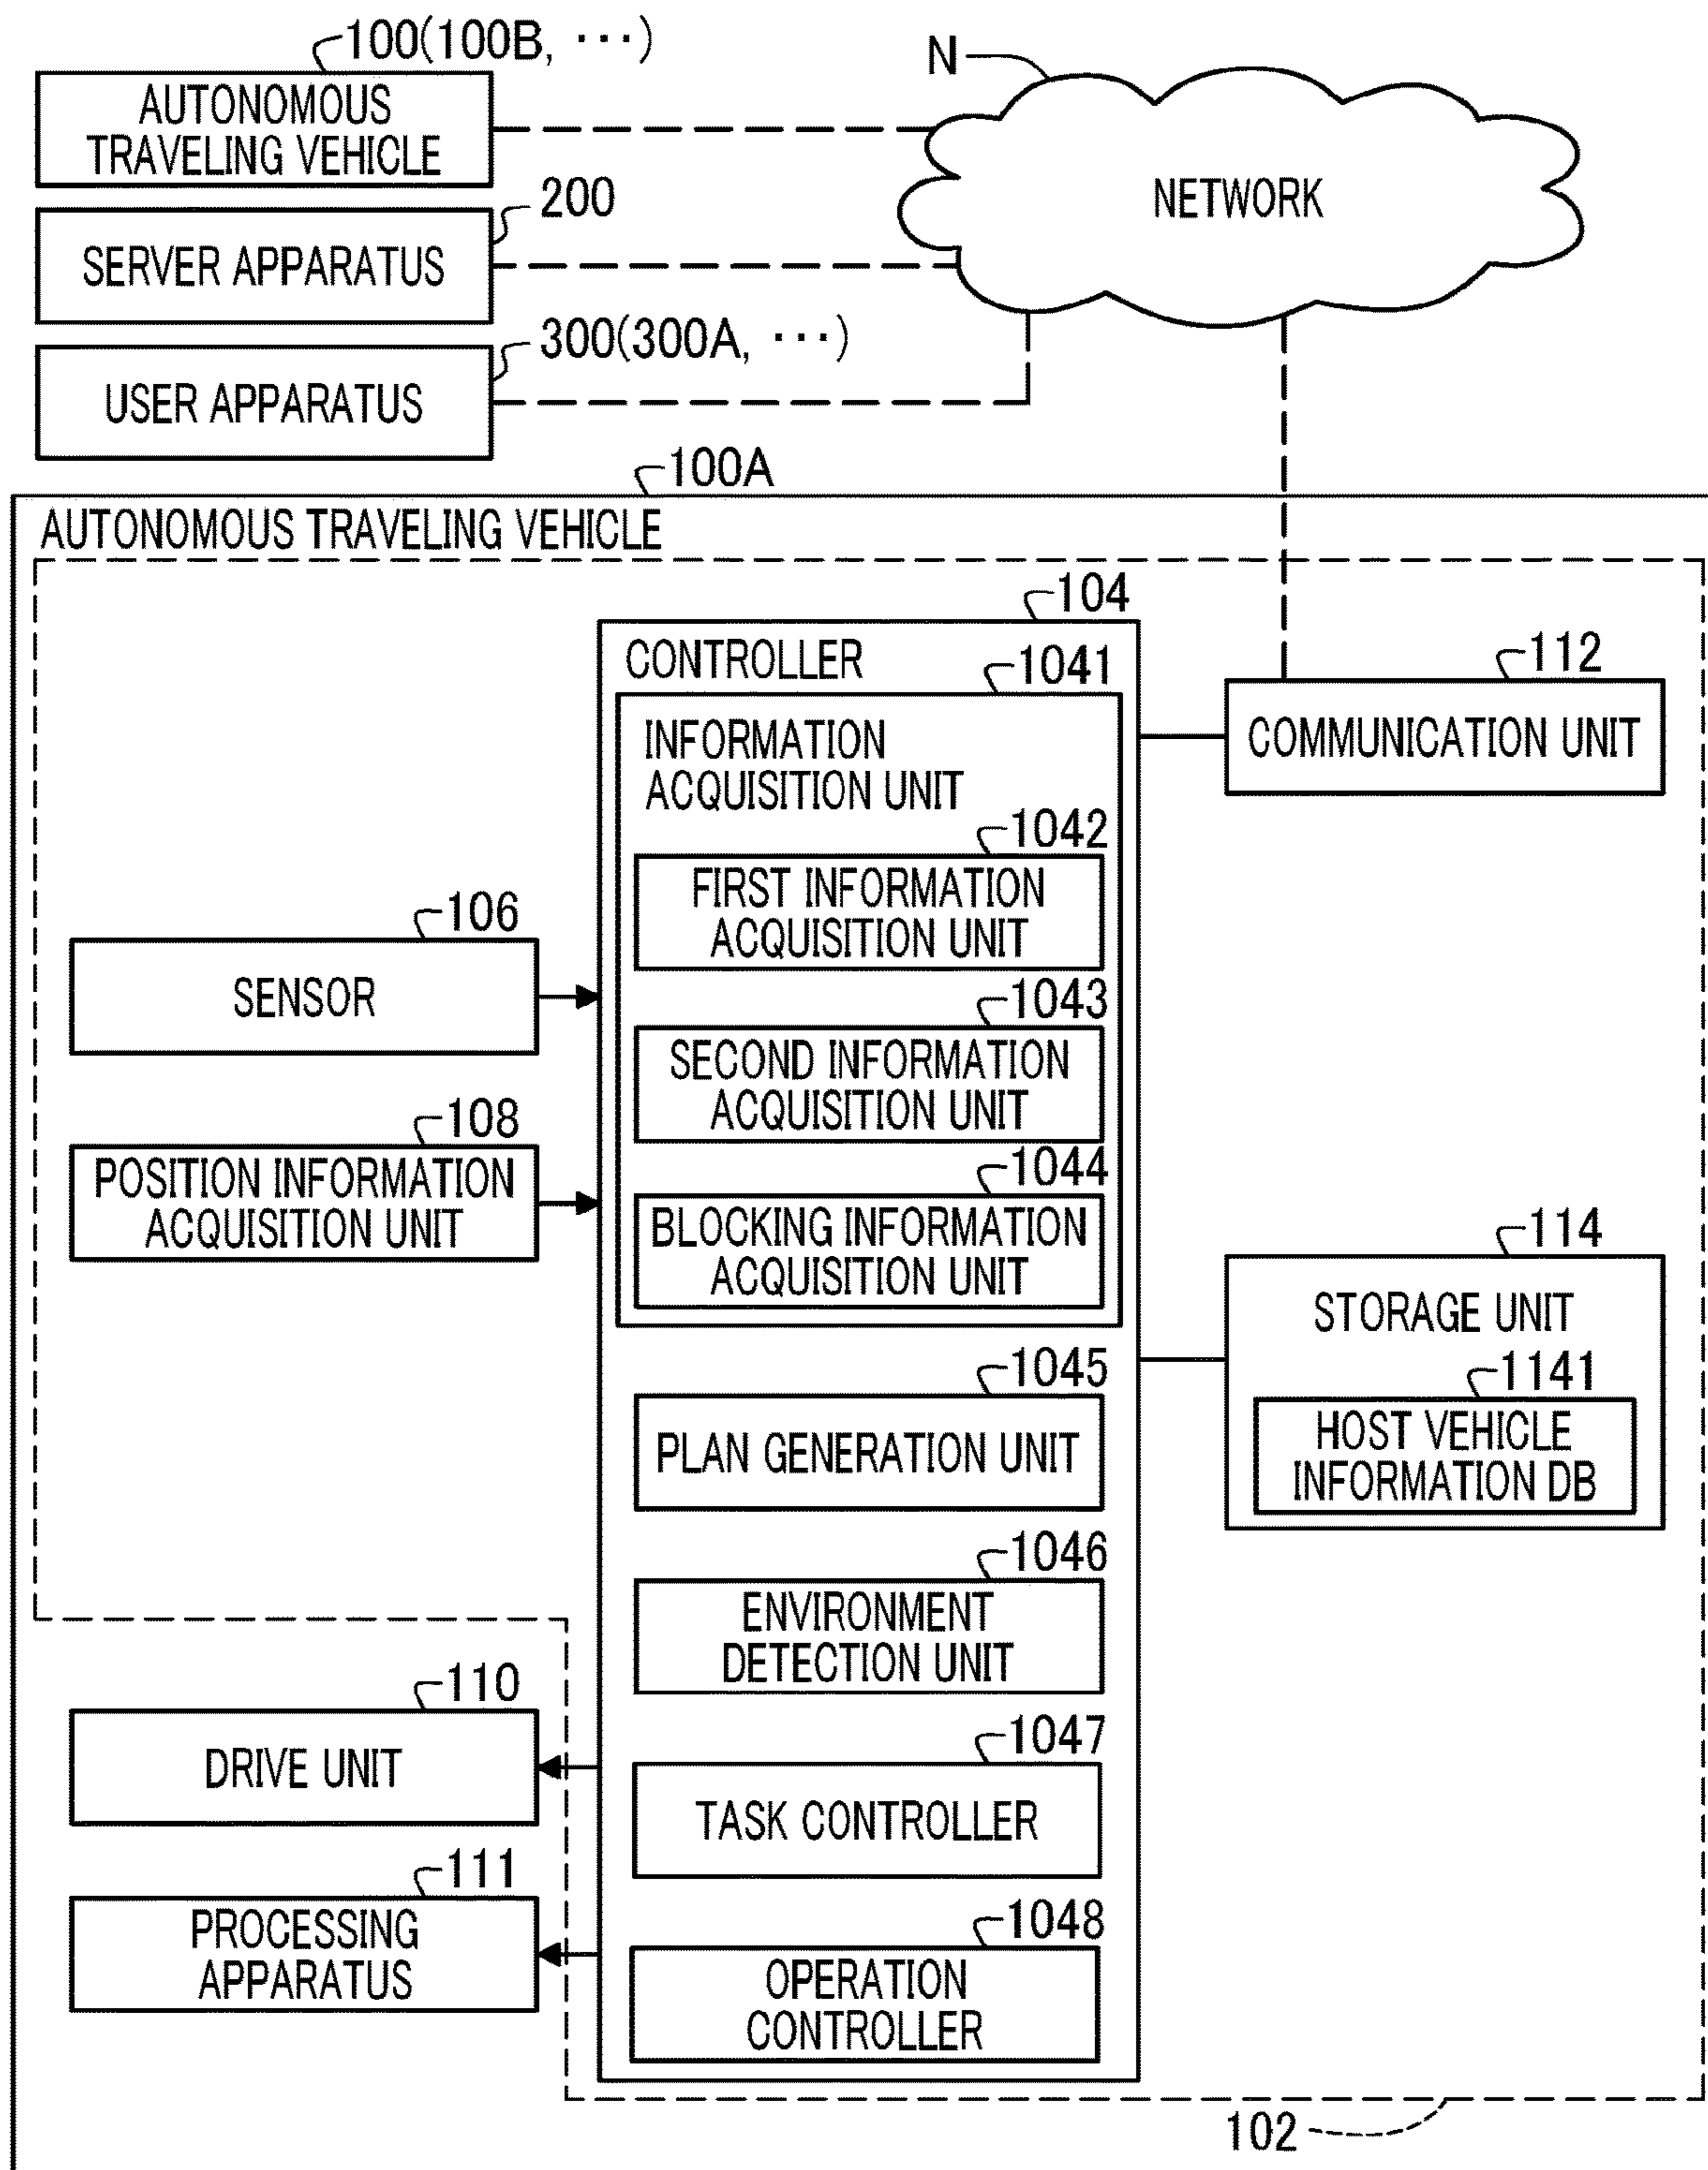 100(100B, ···)
AUTONOMOUS
TRAVELING VEHICLE
N
NETWORK
200
SERVER APPARATUS
300(300A, ···)
USER APPARATUS
100A
AUTONOMOUS TRAVELING VEHICLE
104
CONTROLLER
1041
INFORMATION
ACQUISITION UNIT
1042
FIRST INFORMATION
ACQUISITION UNIT
1043
SECOND INFORMATION
ACQUISITION UNIT
1044
BLOCKING INFORMATION
ACQUISITION UNIT
1045
PLAN GENERATION UNIT
1046
ENVIRONMENT
DETECTION UNIT
1047
TASK CONTROLLER
1048
OPERATION
CONTROLLER
106
SENSOR
108
POSITION INFORMATION
ACQUISITION UNIT
110
DRIVE UNIT
111
PROCESSING
APPARATUS
112
COMMUNICATION UNIT
114
STORAGE UNIT
1141
HOST VEHICLE
INFORMATION DB
102